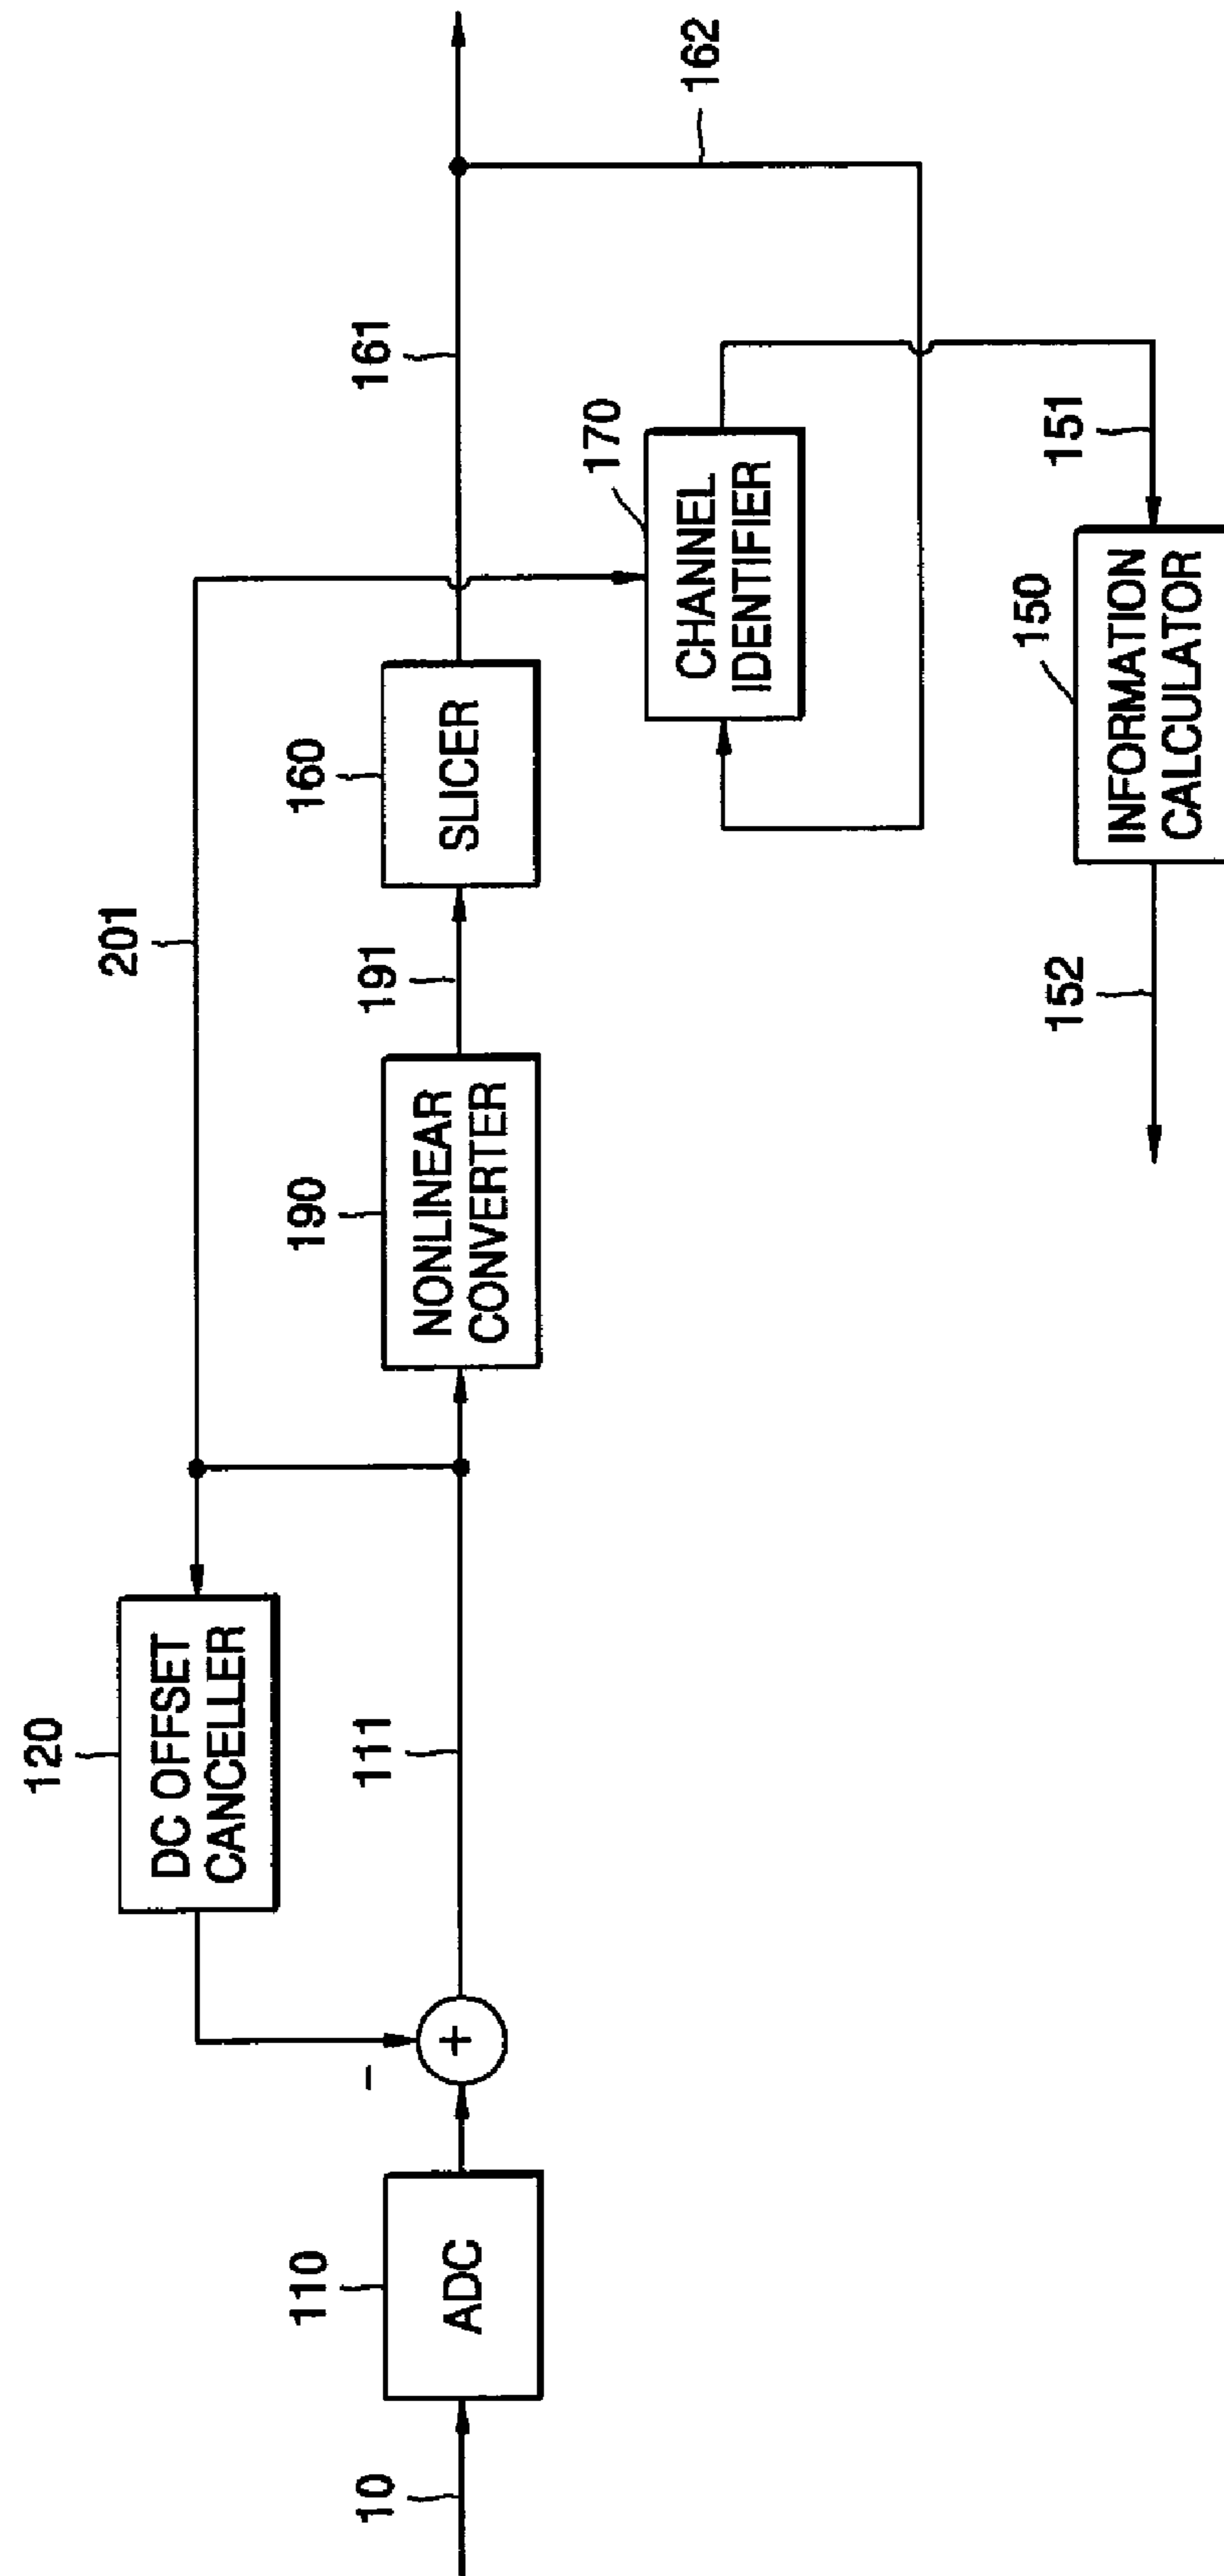 120
DC OFFSET
CANCELLER
201
10
110
ADC
+
-
111
190
NONLINEAR
CONVERTER
191
160
SLICER
161
162
170
CHANNEL
IDENTIFIER
151
150
INFORMATION
CALCULATOR
152